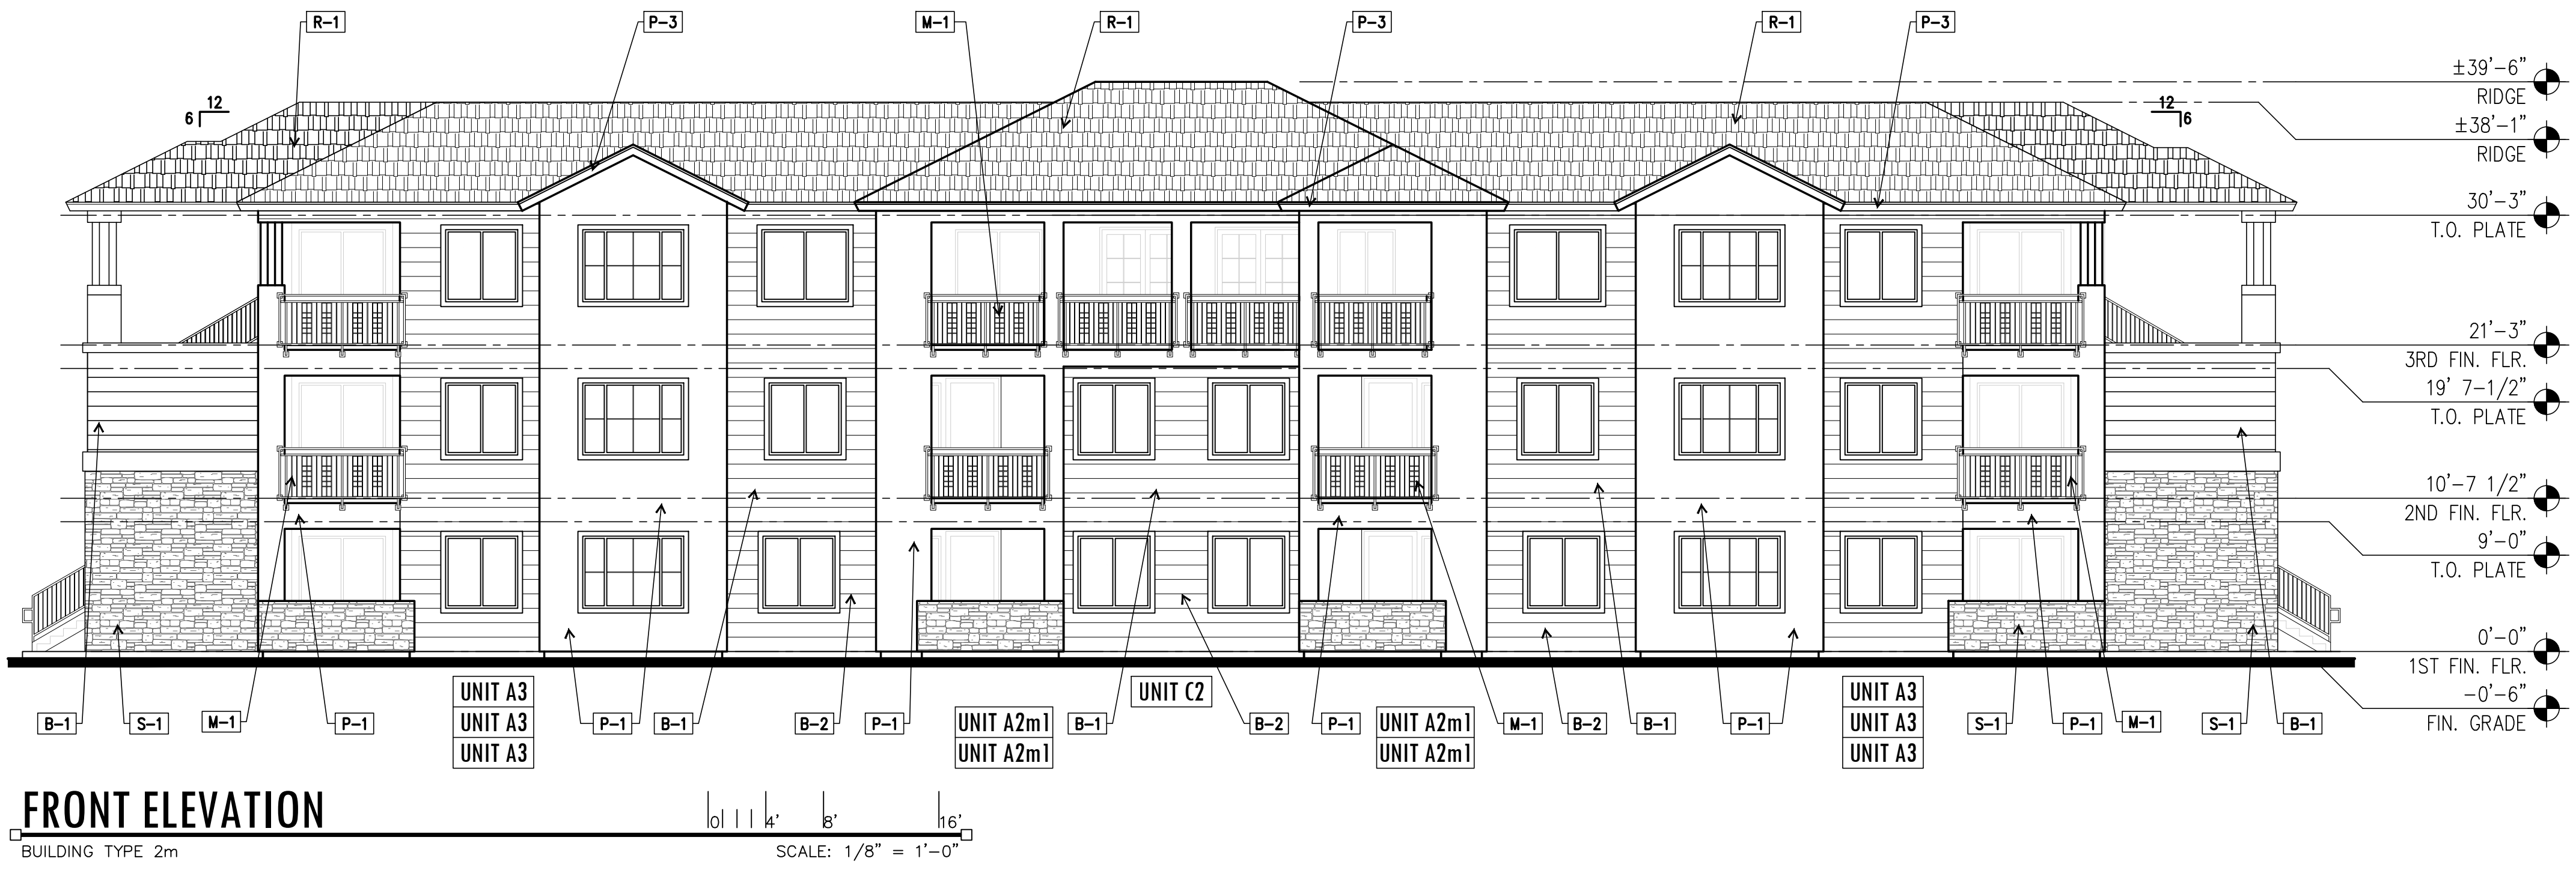 R-1
P-3
M-1
R-1
P-3
R-1
P-3
±39'-6"
RIDGE
12
6
12
6
±38'-1"
RIDGE
30'-3"
T.O. PLATE
21'-3"
3RD FIN. FLR.
19' 7-1/2"
T.O. PLATE
10'-7 1/2"
2ND FIN. FLR.
9'-0"
T.O. PLATE
0'-0"
1ST FIN. FLR.
-0'-6"
FIN. GRADE
UNIT A3
UNIT A3
UNIT A3
UNIT C2
UNIT A3
UNIT A3
UNIT A3
B-1
S-1
M-1
P-1
P-1
B-1
B-2
P-1
UNIT A2m1
UNIT A2m1
B-1
B-2
P-1
UNIT A2m1
UNIT A2m1
M-1
B-2
B-1
P-1
S-1
P-1
M-1
S-1
B-1
FRONT ELEVATION
0 4' 8' 16'
BUILDING TYPE 2m
SCALE: 1/8" = 1'-0"